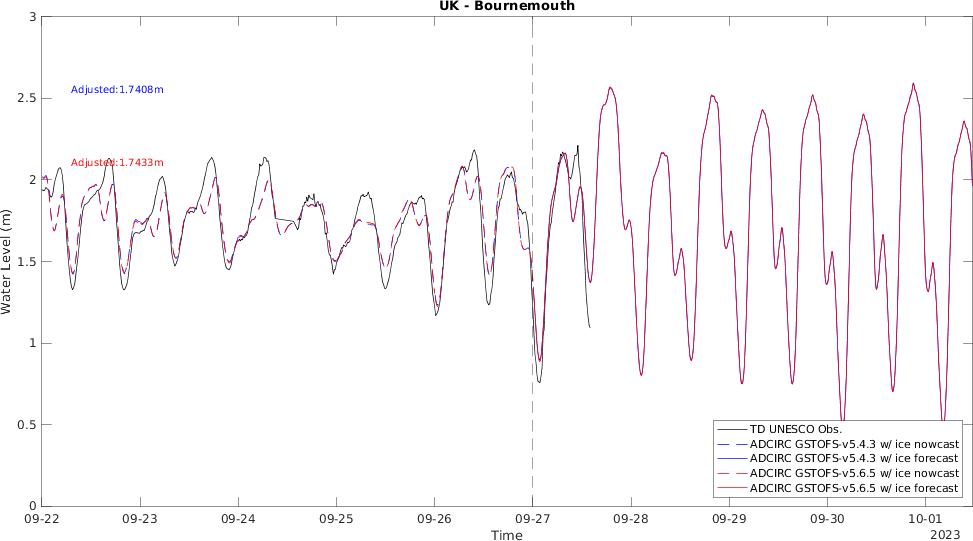 UK - Bournemouth
3
2.5
2
1.5
1
0.5
0
Water Level (m)
Adjusted:1.7408m
Adjusted:1.7433m
TD UNESCO Obs.
ADCIRC GSTOFS-v5.4.3 w/ ice nowcast
ADCIRC GSTOFS-v5.4.3 w/ ice forecast
ADCIRC GSTOFS-v5.6.5 w/ ice nowcast
ADCIRC GSTOFS-v5.6.5 w/ ice forecast
09-22 09-23 09-24 09-25 09-26 09-27 09-28 09-29 09-30 10-01
Time
2023